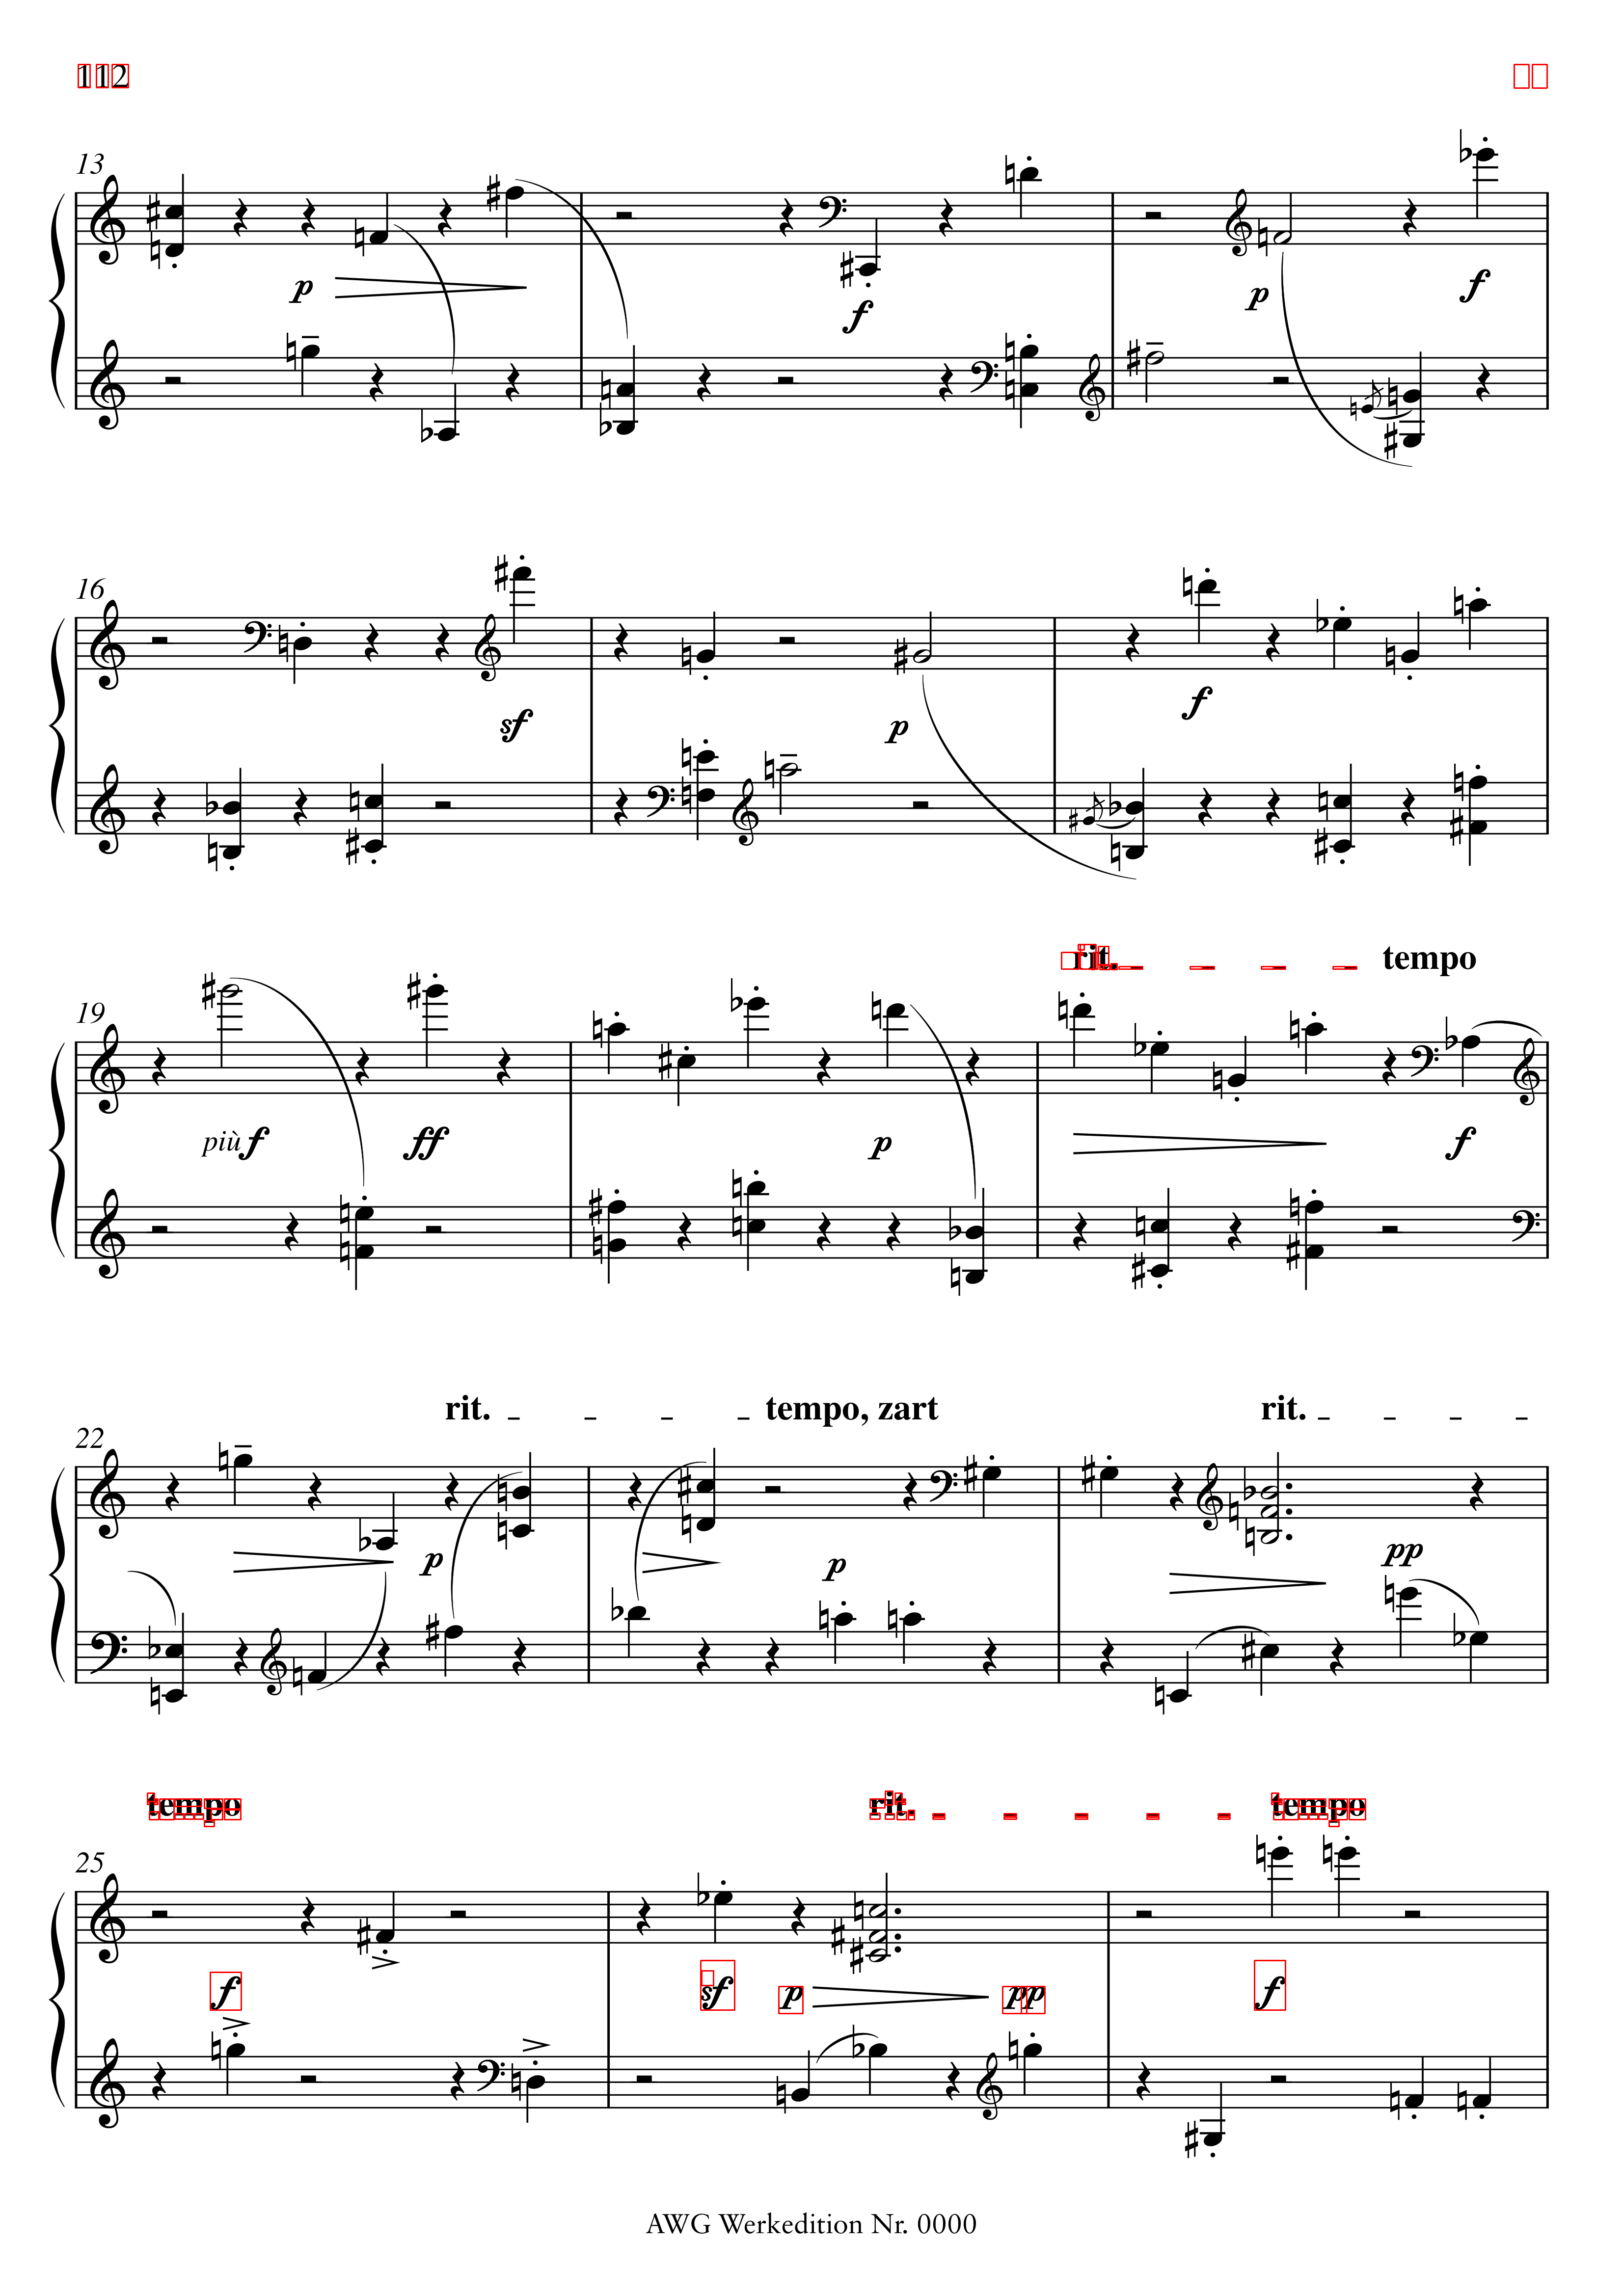 112
13
p
f
p
f
16
sf
p
f
rit. tempo
19
più f ff p f
rit. tempo, zart rit.
22
p
p
pp
tempo rit. tempo
25
f sf p pp f
AWG Werkedition Nr. 0000